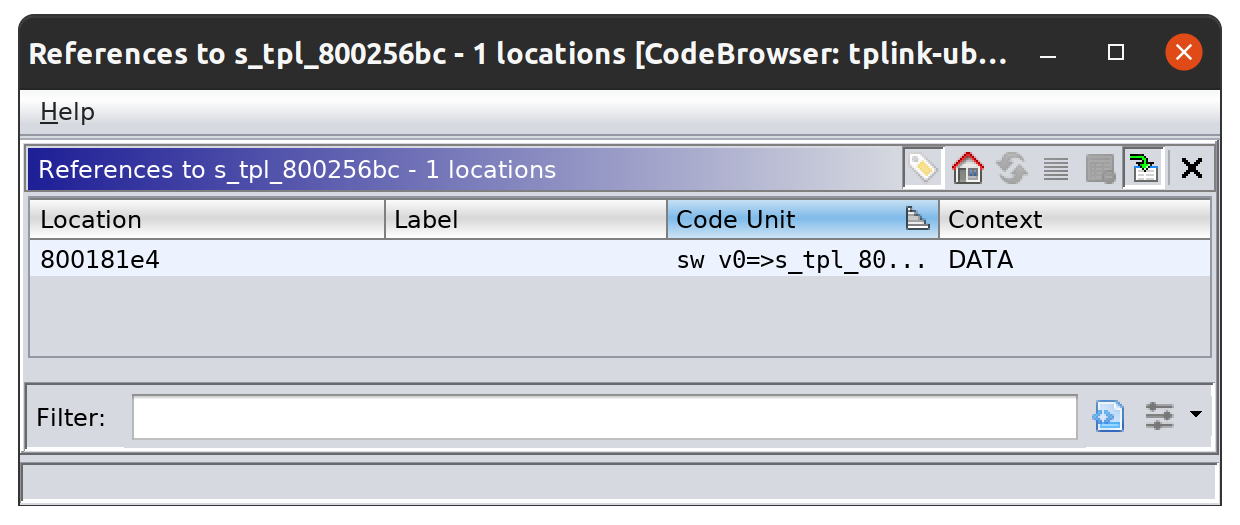 References to s_tpl_800256bc - 1 locations [CodeBrowser: tplink-ub...
Help
References to s_tpl_800256bc - 1 locations
Location Label Code Unit Context
800181e4 sw v0=>s_tpl_80... DATA
Filter: